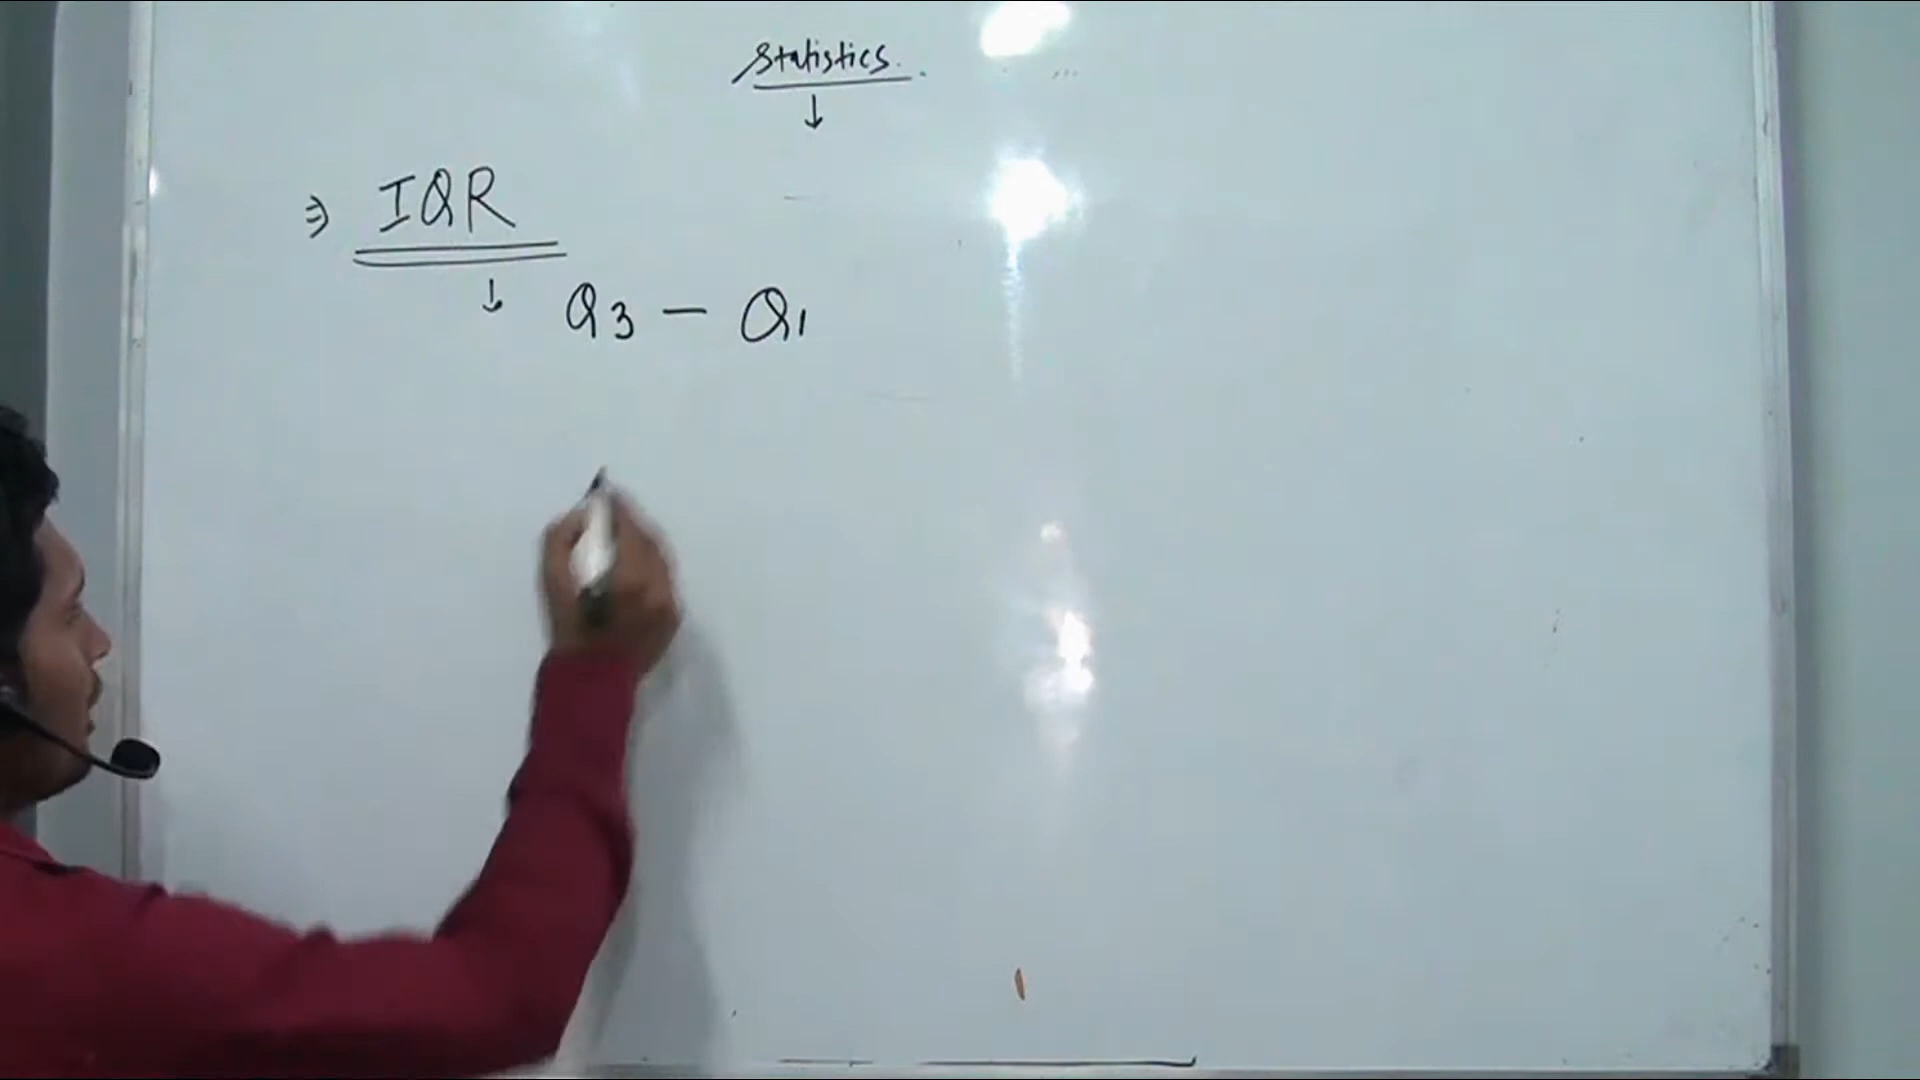 Statistics.
↓
⇒ IQR
↓ Q3 - Q1